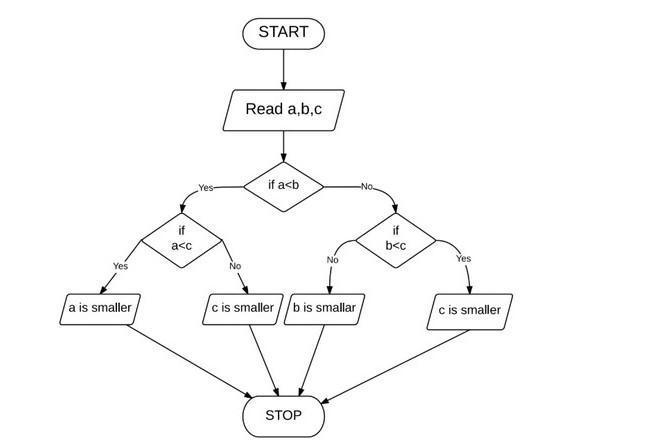 START
Read a,b,c
if a<b
Yes
No
if
a<c
if
b<c
Yes
No
No
Yes
a is smaller
c is smaller
b is smallar
c is smaller
STOP